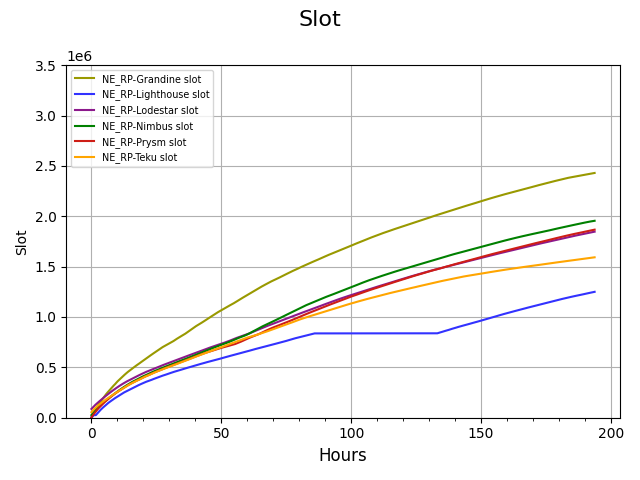 Slot
1e6
3.5
3.0
2.5
2.0
1.5
1.0
0.5
0.0
Slot
NE_RP-Grandine slot
NE_RP-Lighthouse slot
NE_RP-Lodestar slot
NE_RP-Nimbus slot
NE_RP-Prysm slot
NE_RP-Teku slot
0 50 100 150 200
Hours